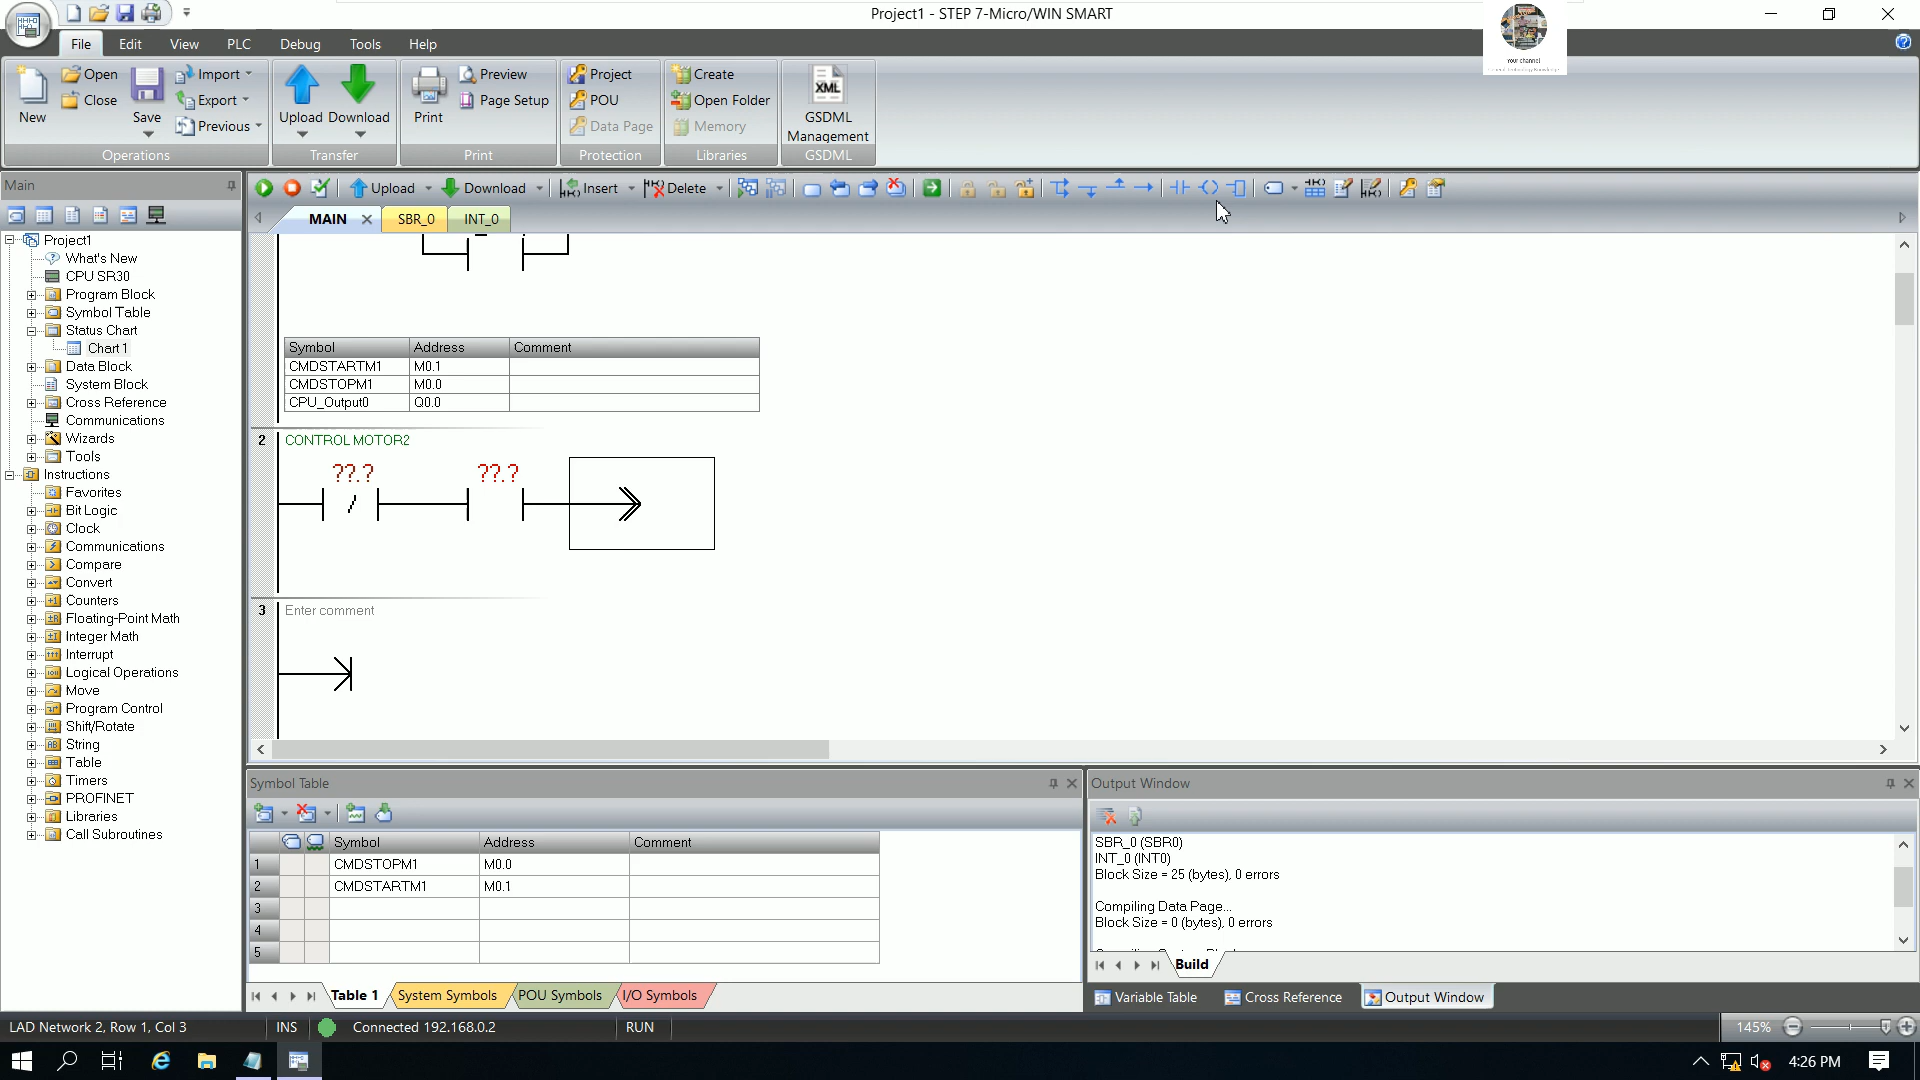 Project1 - STEP 7-Micro/WIN SMART
Your channel
File Edit View PLC Debug Tools Help
New Open Close Save Import Export Previous
Operations
Upload Download
Transfer
Print Preview Page Setup
Print
Project POU Data Page
Protection
Create Open Folder Memory
Libraries
XML
GSDML Management
GSDML
Main
Upload Download Insert Delete
MAIN SBR_0 INT_0
Project1
What's New
CPU SR30
Program Block
Symbol Table
Status Chart
Chart 1
Data Block
System Block
Cross Reference
Communications
Wizards
Tools
Instructions
Favorites
Bit Logic
Clock
Communications
Compare
Convert
Counters
Floating-Point Math
Integer Math
Interrupt
Logical Operations
Move
Program Control
Shift/Rotate
String
Table
Timers
PROFINET
Libraries
Call Subroutines
Symbol Address Comment
CMDSTARTM1 M0.1
CMDSTOPM1 M0.0
CPU_Output0 Q0.0
2 CONTROL MOTOR2
??.? ??.?
3 Enter comment
Symbol Table
Symbol Address Comment
1 CMDSTOPM1 M0.0
2 CMDSTARTM1 M0.1
3
4
5
Table 1 System Symbols POU Symbols I/O Symbols
Output Window
SBR_0 (SBR0)
INT_0 (INT0)
Block Size = 25 (bytes), 0 errors
Compiling Data Page...
Block Size = 0 (bytes), 0 errors
Build
Variable Table Cross Reference Output Window
LAD Network 2, Row 1, Col 3 INS Connected 192.168.0.2 RUN 145%
4:26 PM